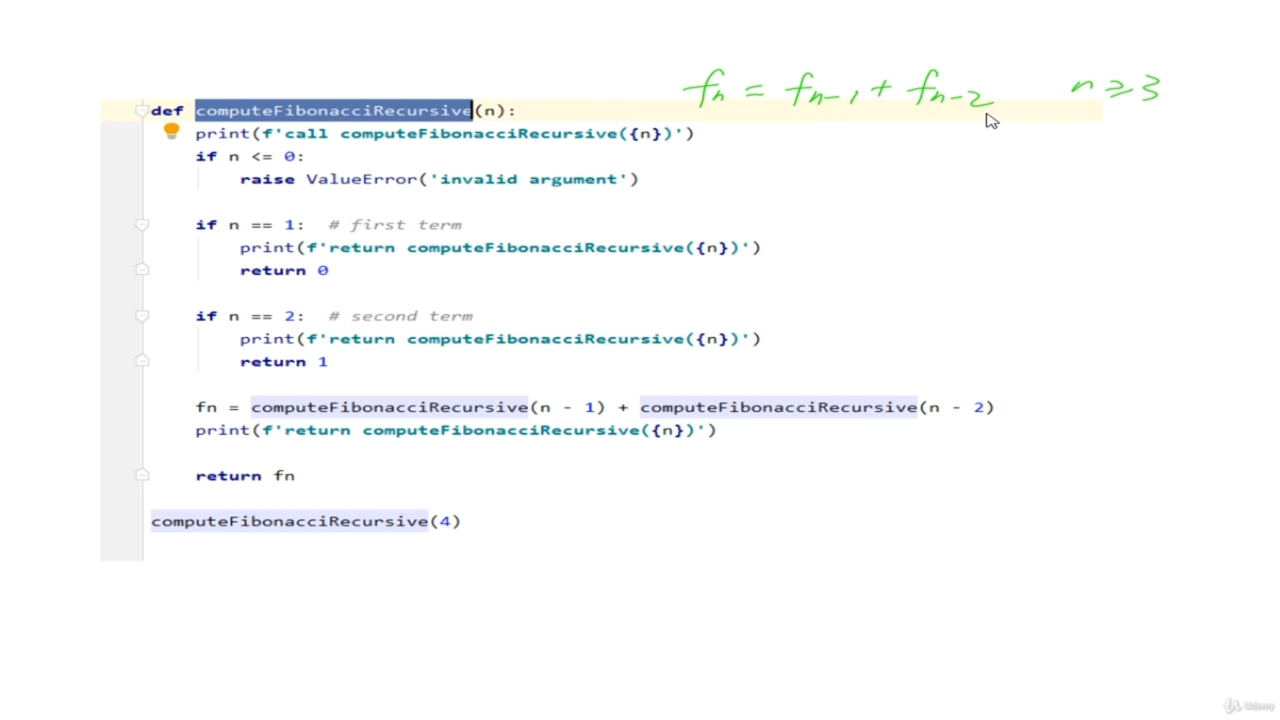 fn = fn-1 + fn-2    n ≥ 3
def computeFibonacciRecursive(n):
    print(f'call computeFibonacciRecursive({n})')
    if n <= 0:
        raise ValueError('invalid argument')
    if n == 1:  # first term
        print(f'return computeFibonacciRecursive({n})')
        return 0
    if n == 2:  # second term
        print(f'return computeFibonacciRecursive({n})')
        return 1
    fn = computeFibonacciRecursive(n - 1) + computeFibonacciRecursive(n - 2)
    print(f'return computeFibonacciRecursive({n})')
    return fn
computeFibonacciRecursive(4)
Udemy